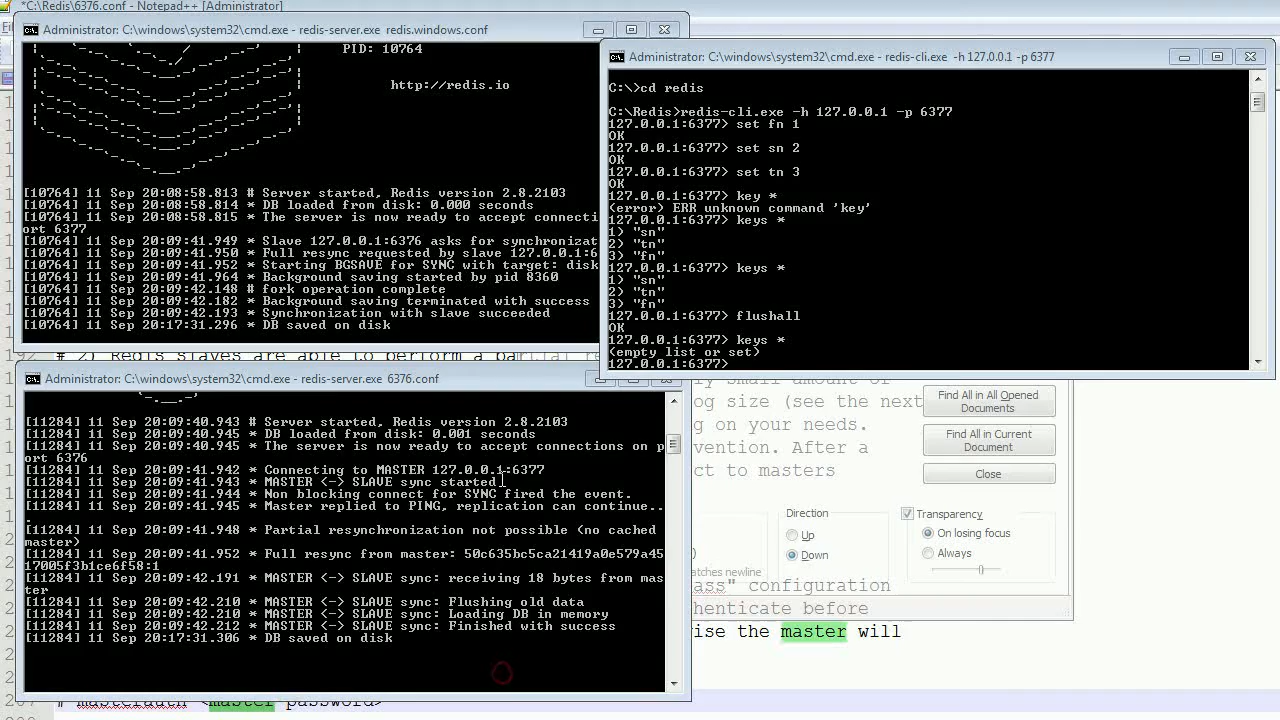 *C:\Redis\6376.conf - Notepad++ [Administrator]
Administrator: C:\windows\system32\cmd.exe - redis-server.exe redis.windows.conf
PID: 10764
http://redis.io
[10764] 11 Sep 20:08:58.813 # Server started, Redis version 2.8.2103
[10764] 11 Sep 20:08:58.814 * DB loaded from disk: 0.000 seconds
[10764] 11 Sep 20:08:58.815 * The server is now ready to accept connecti
ort 6377
[10764] 11 Sep 20:09:41.949 * Slave 127.0.0.1:6376 asks for synchronizat
[10764] 11 Sep 20:09:41.950 * Full resync requested by slave 127.0.0.1:6
[10764] 11 Sep 20:09:41.952 * Starting BGSAVE for SYNC with target: disk
[10764] 11 Sep 20:09:41.964 * Background saving started by pid 8360
[10764] 11 Sep 20:09:42.148 # fork operation complete
[10764] 11 Sep 20:09:42.182 * Background saving terminated with success
[10764] 11 Sep 20:09:42.193 * Synchronization with slave succeeded
[10764] 11 Sep 20:17:31.296 * DB saved on disk
Administrator: C:\windows\system32\cmd.exe - redis-cli.exe -h 127.0.0.1 -p 6377
C:\>cd redis
C:\Redis>redis-cli.exe -h 127.0.0.1 -p 6377
127.0.0.1:6377> set fn 1
OK
127.0.0.1:6377> set sn 2
OK
127.0.0.1:6377> set tn 3
OK
127.0.0.1:6377> key *
(error) ERR unknown command 'key'
127.0.0.1:6377> keys *
1) "sn"
2) "tn"
3) "fn"
127.0.0.1:6377> keys *
1) "sn"
2) "tn"
3) "fn"
127.0.0.1:6377> flushall
OK
127.0.0.1:6377> keys *
(empty list or set)
127.0.0.1:6377>
192 # 2) Redis slaves are able to perform a partial re
Administrator: C:\windows\system32\cmd.exe - redis-server.exe 6376.conf
[11284] 11 Sep 20:09:40.943 # Server started, Redis version 2.8.2103
[11284] 11 Sep 20:09:40.945 * DB loaded from disk: 0.001 seconds
[11284] 11 Sep 20:09:40.945 * The server is now ready to accept connections on p
ort 6376
[11284] 11 Sep 20:09:41.942 * Connecting to MASTER 127.0.0.1:6377
[11284] 11 Sep 20:09:41.943 * MASTER <-> SLAVE sync started
[11284] 11 Sep 20:09:41.944 * Non blocking connect for SYNC fired the event.
[11284] 11 Sep 20:09:41.945 * Master replied to PING, replication can continue..
.
[11284] 11 Sep 20:09:41.948 * Partial resynchronization not possible (no cached
master)
[11284] 11 Sep 20:09:41.952 * Full resync from master: 50c635bc5ca21419a0e579a45
17005f3b1ce6f58:1
[11284] 11 Sep 20:09:42.191 * MASTER <-> SLAVE sync: receiving 18 bytes from mas
ter
[11284] 11 Sep 20:09:42.210 * MASTER <-> SLAVE sync: Flushing old data
[11284] 11 Sep 20:09:42.210 * MASTER <-> SLAVE sync: Loading DB in memory
[11284] 11 Sep 20:09:42.212 * MASTER <-> SLAVE sync: Finished with success
[11284] 11 Sep 20:17:31.306 * DB saved on disk
ly small amount of
og size (see the next
g on your needs.
vention. After a
ct to masters
Find All in All Opened Documents
Find All in Current Document
Close
Direction
Up
Down
Transparency
On losing focus
Always
atches newline
ass" configuration
henticate before
rise the master will
207 # masterauth <master-password>